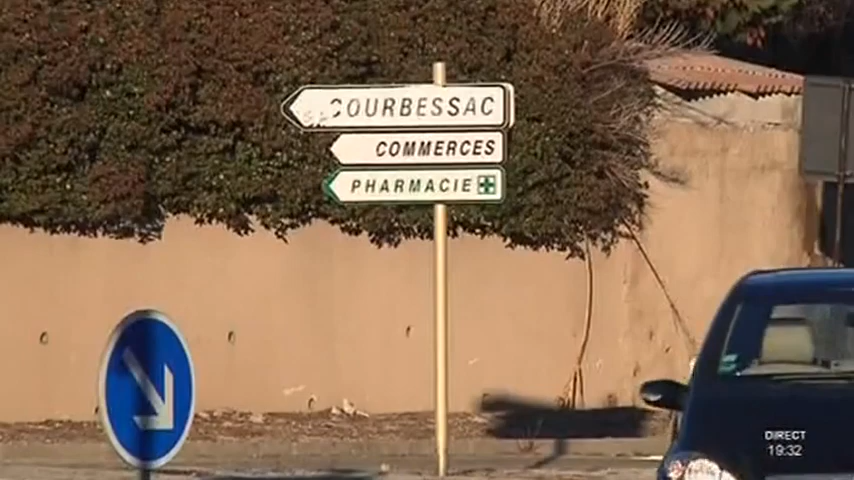 COURBESSAC
COMMERCES
PHARMACIE
DIRECT
19:32